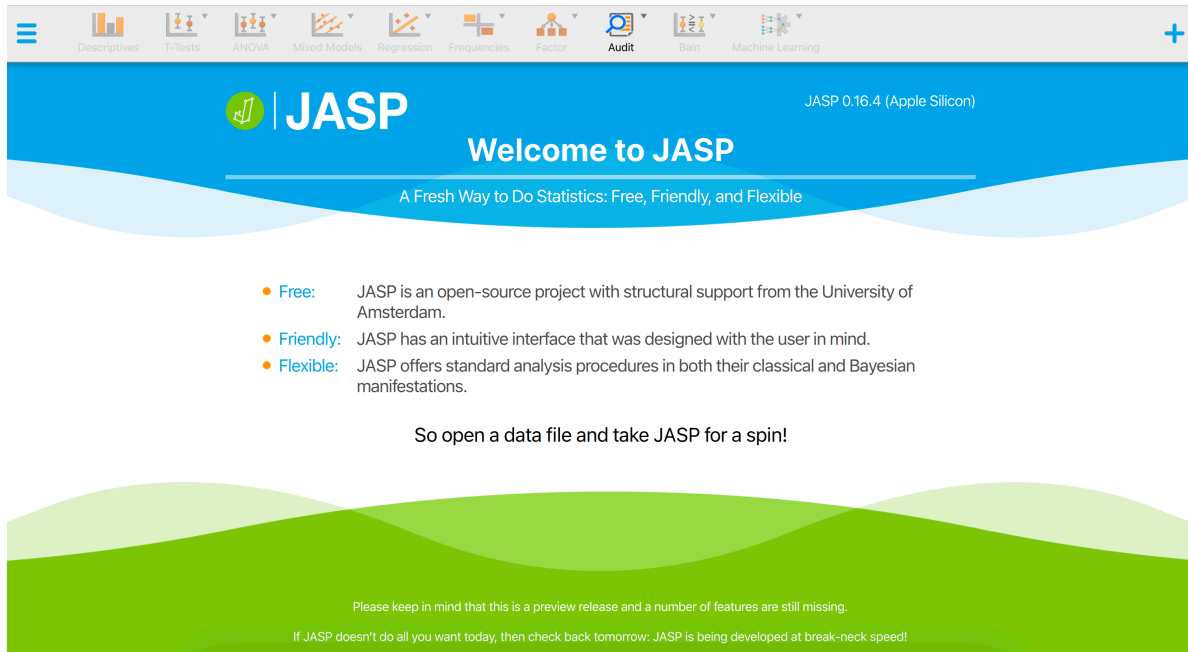 Descriptives T-Tests ANOVA Mixed Models Regression Frequencies Factor Audit Bain Machine Learning
JASP
JASP 0.16.4 (Apple Silicon)
Welcome to JASP
A Fresh Way to Do Statistics: Free, Friendly, and Flexible
Free: JASP is an open-source project with structural support from the University of
Amsterdam.
Friendly: JASP has an intuitive interface that was designed with the user in mind.
Flexible: JASP offers standard analysis procedures in both their classical and Bayesian
manifestations.
So open a data file and take JASP for a spin!
Please keep in mind that this is a preview release and a number of features are still missing.
If JASP doesn't do all you want today, then check back tomorrow: JASP is being developed at break-neck speed!